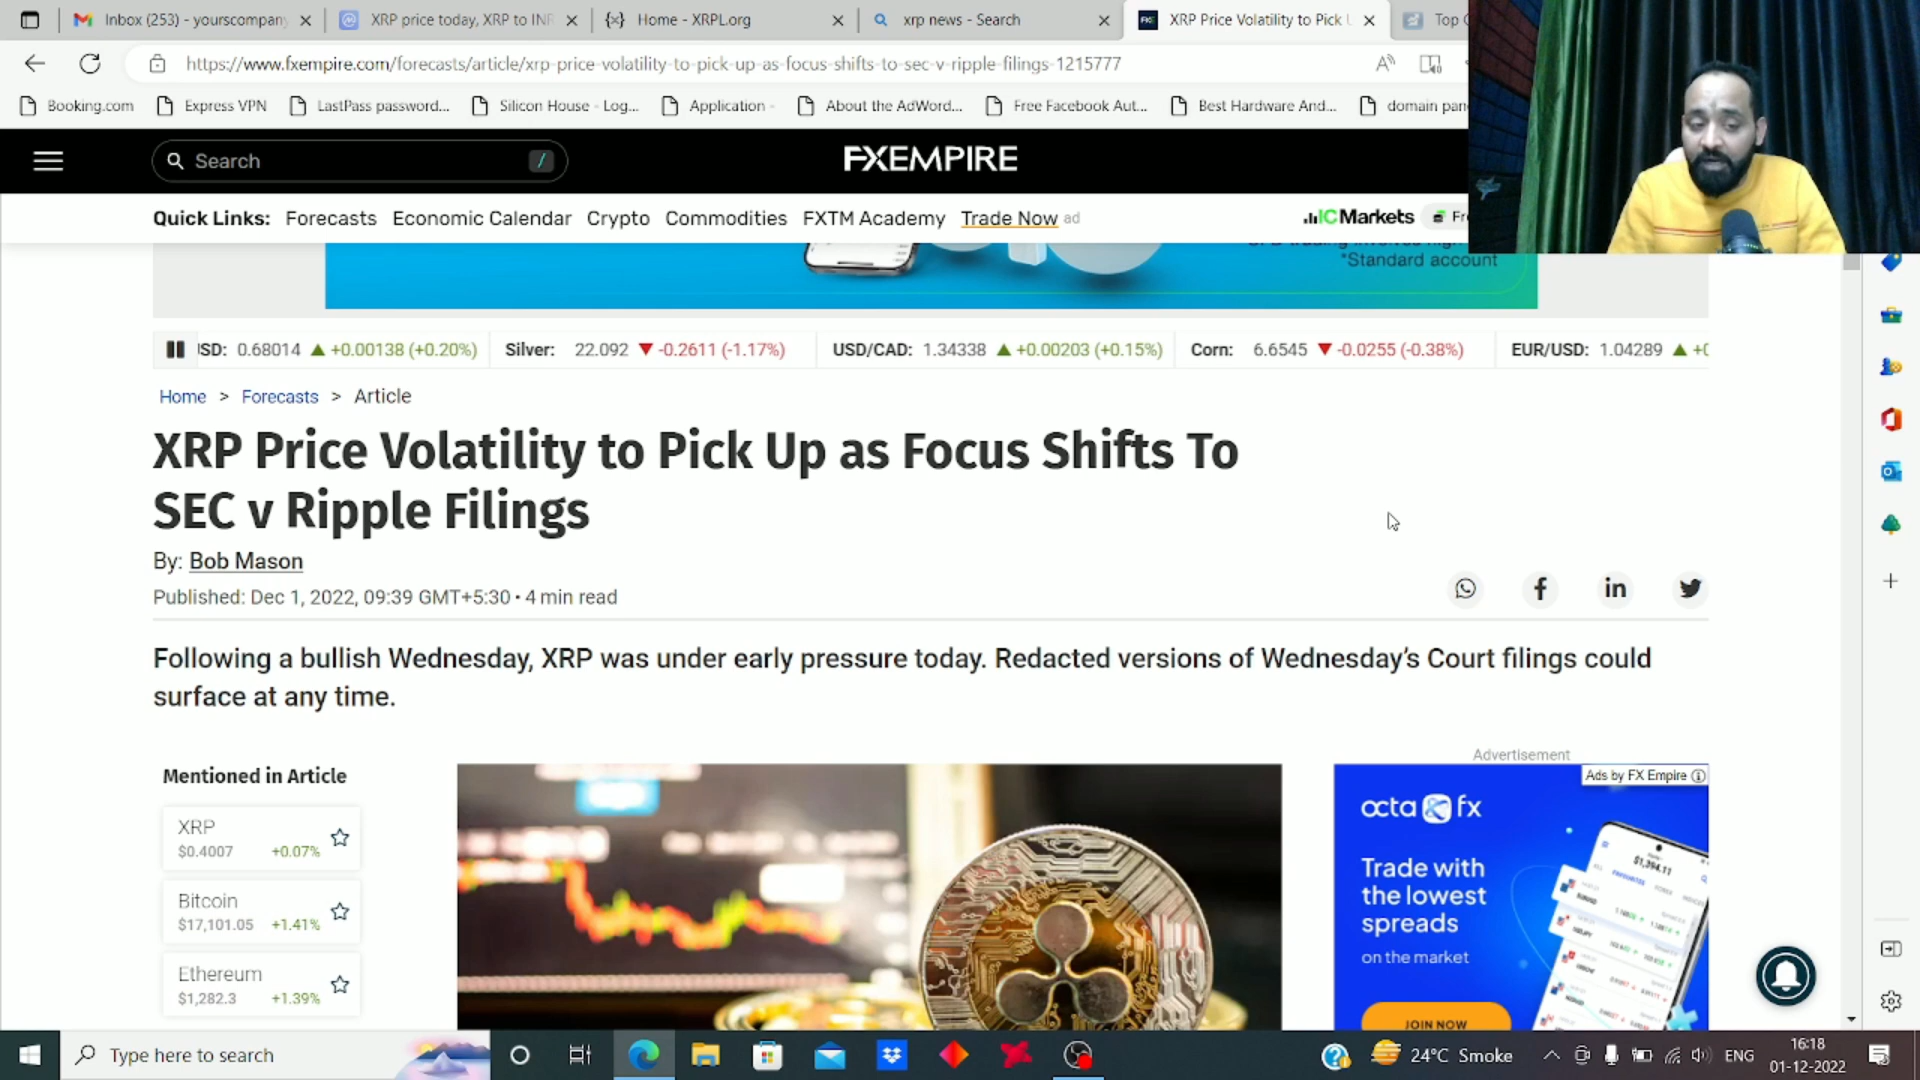 Inbox (253) - yourscompany
XRP price today, XRP to INR
Home - XRPL.org
xrp news - Search
XRP Price Volatility to Pick U
Top
https://www.fxempire.com/forecasts/article/xrp-price-volatility-to-pick-up-as-focus-shifts-to-sec-v-ripple-filings-1215777
Booking.com
Express VPN
LastPass password...
Silicon House - Log...
Application -
About the AdWord...
Free Facebook Aut...
Best Hardware And...
domain pan
Search
/
FXEMPIRE
Quick Links: Forecasts Economic Calendar Crypto Commodities FXTM Academy Trade Now ad
IC Markets
*Standard account
SD: 0.68014 ▲ +0.00138 (+0.20%)
Silver: 22.092 ▼ -0.2611 (-1.17%)
USD/CAD: 1.34338 ▲ +0.00203 (+0.15%)
Corn: 6.6545 ▼ -0.0255 (-0.38%)
EUR/USD: 1.04289 ▲
Home > Forecasts > Article
XRP Price Volatility to Pick Up as Focus Shifts To
SEC v Ripple Filings
By: Bob Mason
Published: Dec 1, 2022, 09:39 GMT+5:30 • 4 min read
Following a bullish Wednesday, XRP was under early pressure today. Redacted versions of Wednesday’s Court filings could
surface at any time.
Mentioned in Article
XRP
$0.4007 +0.07%
Bitcoin
$17,101.05 +1.41%
Ethereum
$1,282.3 +1.39%
Advertisement
Ads by FX Empire
octa fx
Trade with
the lowest
spreads
on the market
JOIN NOW
$1,394.11
Type here to search
24°C Smoke
ENG
16:18
01-12-2022